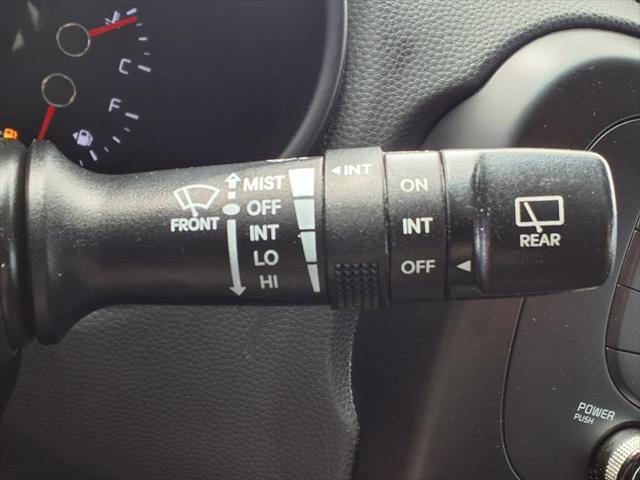 C
F
MIST
OFF
INT
LO
HI
FRONT
INT
ON
INT
OFF
REAR
POWER
PUSH